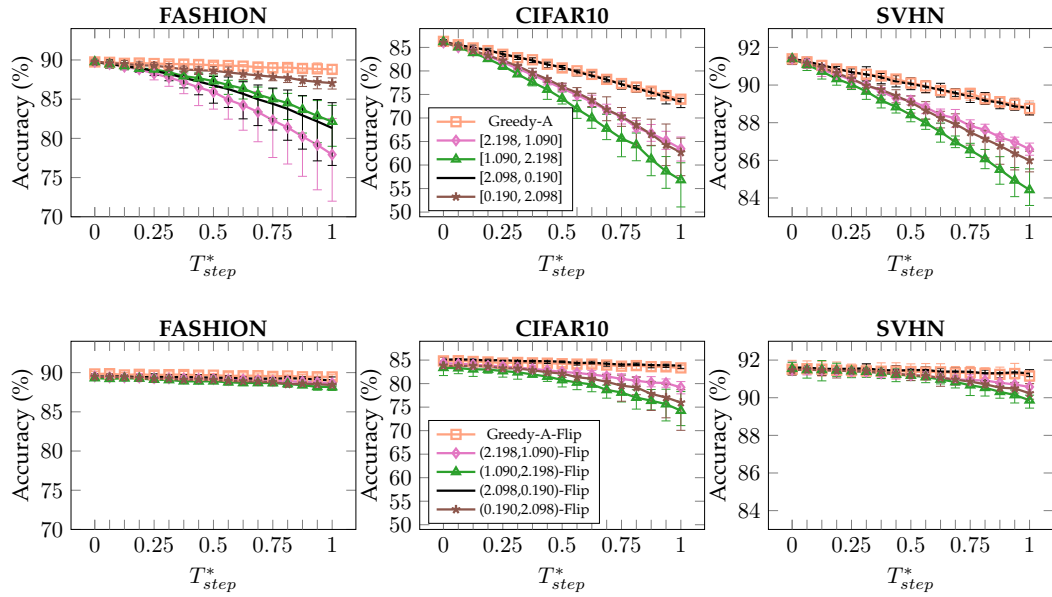 FASHION
CIFAR10
SVHN
Accuracy (%)
90
85
80
75
70
0
0.25
0.5
0.75
1
T*step
Accuracy (%)
85
80
75
70
65
60
55
50
Greedy-A
[2.198, 1.090]
[1.090, 2.198]
[2.098, 0.190]
[0.190, 2.098]
0
0.25
0.5
0.75
1
T*step
Accuracy (%)
92
90
88
86
84
0
0.25
0.5
0.75
1
T*step
FASHION
CIFAR10
SVHN
Accuracy (%)
90
85
80
75
70
0
0.25
0.5
0.75
1
T*step
Accuracy (%)
85
80
75
70
65
60
55
50
Greedy-A-Flip
(2.198,1.090)-Flip
(1.090,2.198)-Flip
(2.098,0.190)-Flip
(0.190,2.098)-Flip
0
0.25
0.5
0.75
1
T*step
Accuracy (%)
92
90
88
86
84
0
0.25
0.5
0.75
1
T*step